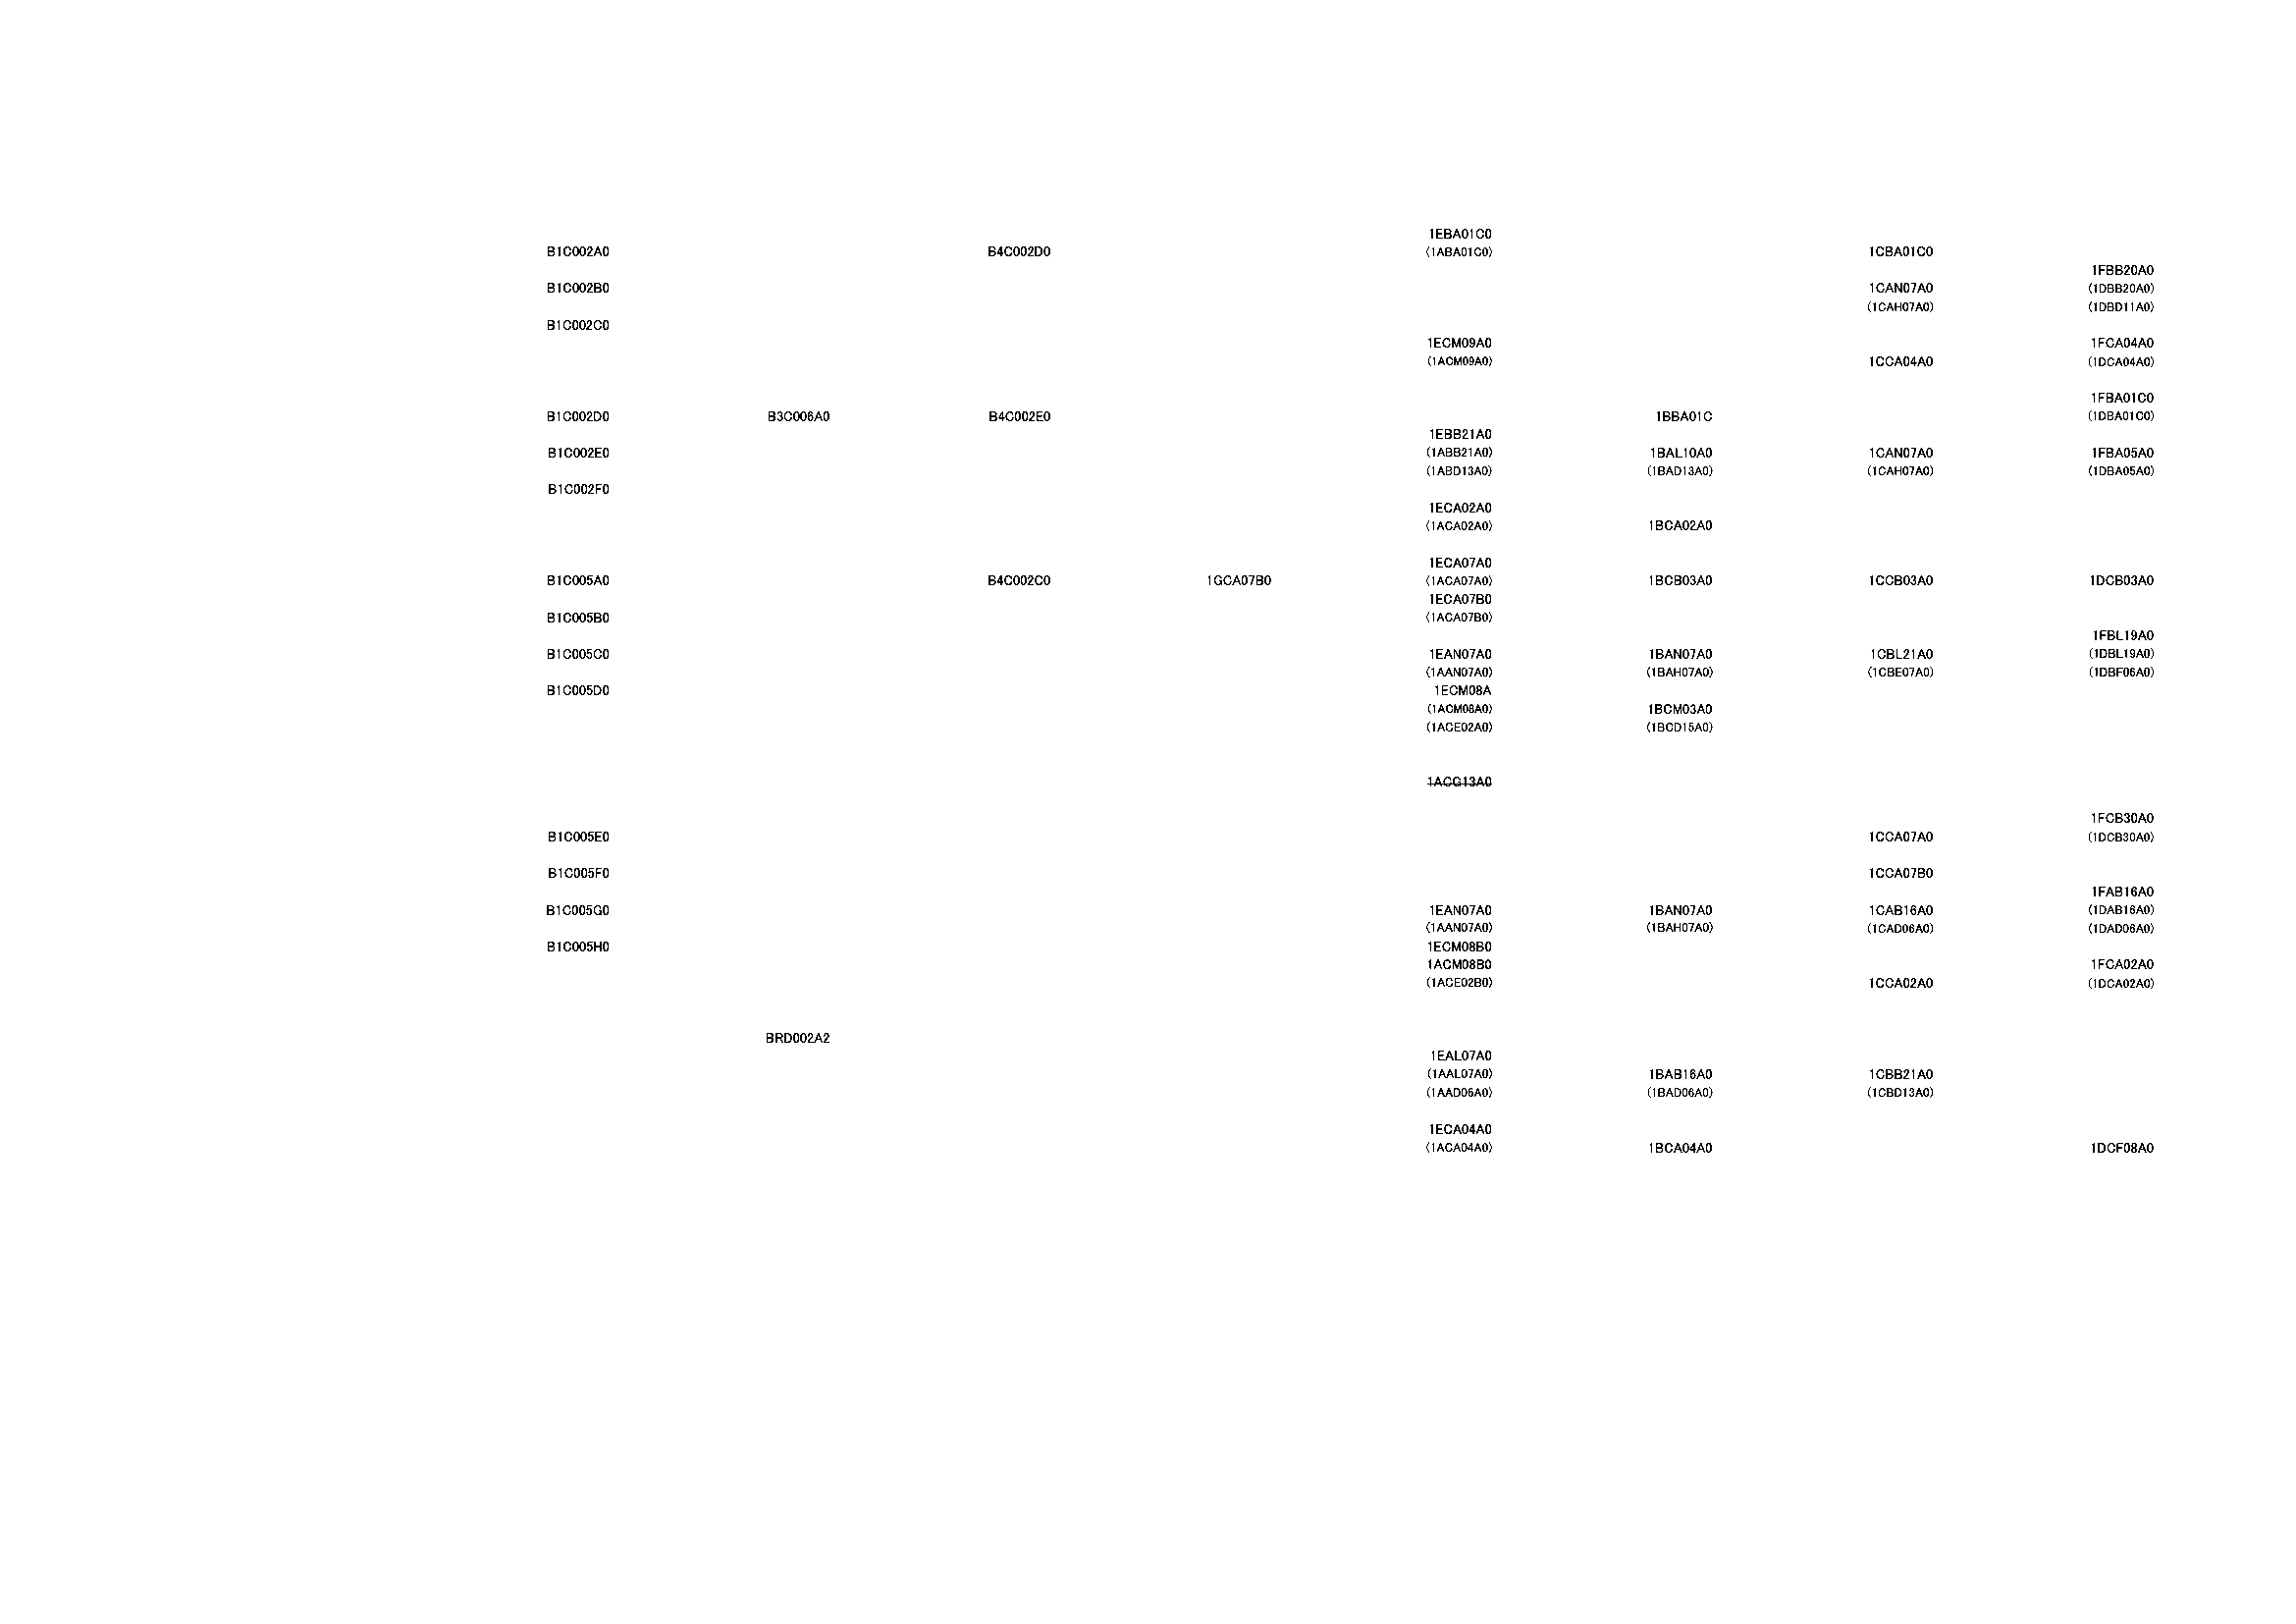 1EBA01C0
B1C002A0 B4C002D0 (1ABA01C0) 1CBA01C0
1FBB20A0
B1C002B0 1CAN07A0 (1DBB20A0)
(1CAH07A0) (1DBD11A0)
B1C002C0
1ECM09A0 1FCA04A0
(1ACM09A0) 1CCA04A0 (1DCA04A0)
1FBA01C0
B1C002D0 B3C006A0 B4C002E0 1BBA01C (1DBA01C0)
1EBB21A0
B1C002E0 (1ABB21A0) 1BAL10A0 1CAN07A0 1FBA05A0
(1ABD13A0) (1BAD13A0) (1CAH07A0) (1DBA05A0)
B1C002F0
1ECA02A0
(1ACA02A0) 1BCA02A0
1ECA07A0
B1C005A0 B4C002C0 1GCA07B0 (1ACA07A0) 1BCB03A0 1CCB03A0 1DCB03A0
1ECA07B0
B1C005B0 (1ACA07B0)
1FBL19A0
B1C005C0 1EAN07A0 1BAN07A0 1CBL21A0 (1DBL19A0)
(1AAN07A0) (1BAH07A0) (1CBE07A0) (1DBF06A0)
B1C005D0 1ECM08A
(1ACM08A0) 1BCM03A0
(1ACE02A0) (1BCD15A0)
1ACG13A0
1FCB30A0
B1C005E0 1CCA07A0 (1DCB30A0)
B1C005F0 1CCA07B0
1FAB16A0
B1C005G0 1EAN07A0 1BAN07A0 1CAB16A0 (1DAB16A0)
(1AAN07A0) (1BAH07A0) (1CAD06A0) (1DAD06A0)
B1C005H0 1ECM08B0
1ACM08B0 1FCA02A0
(1ACE02B0) 1CCA02A0 (1DCA02A0)
BRD002A2
1EAL07A0
(1AAL07A0) 1BAB16A0 1CBB21A0
(1AAD06A0) (1BAD06A0) (1CBD13A0)
1ECA04A0
(1ACA04A0) 1BCA04A0 1DCF08A0